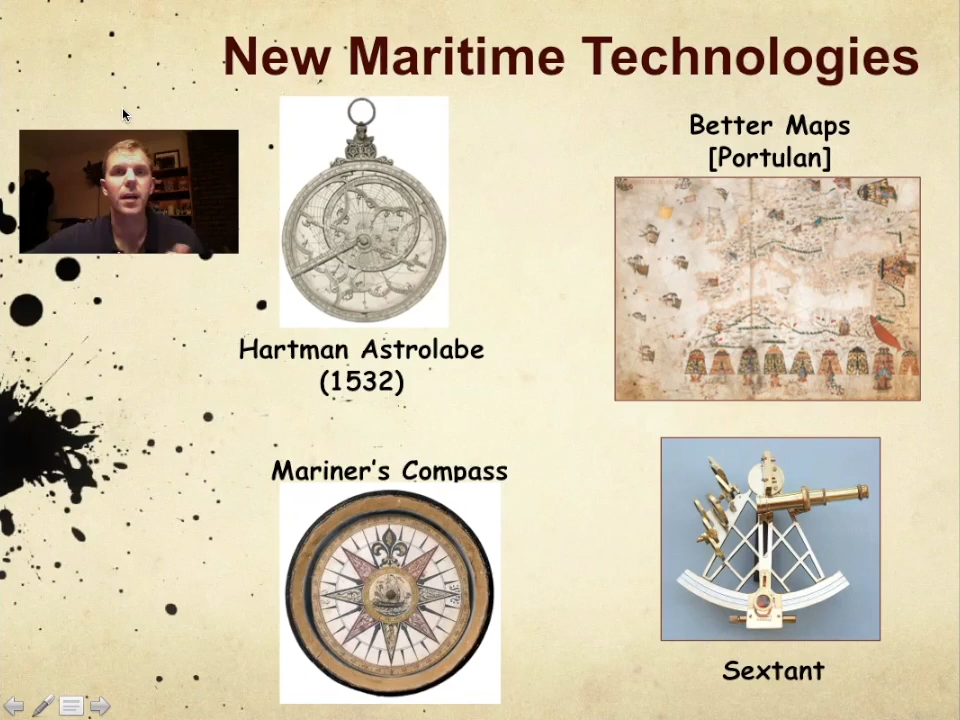 New Maritime Technologies
Better Maps
[Portulan]
Hartman Astrolabe
(1532)
Mariner's Compass
Sextant